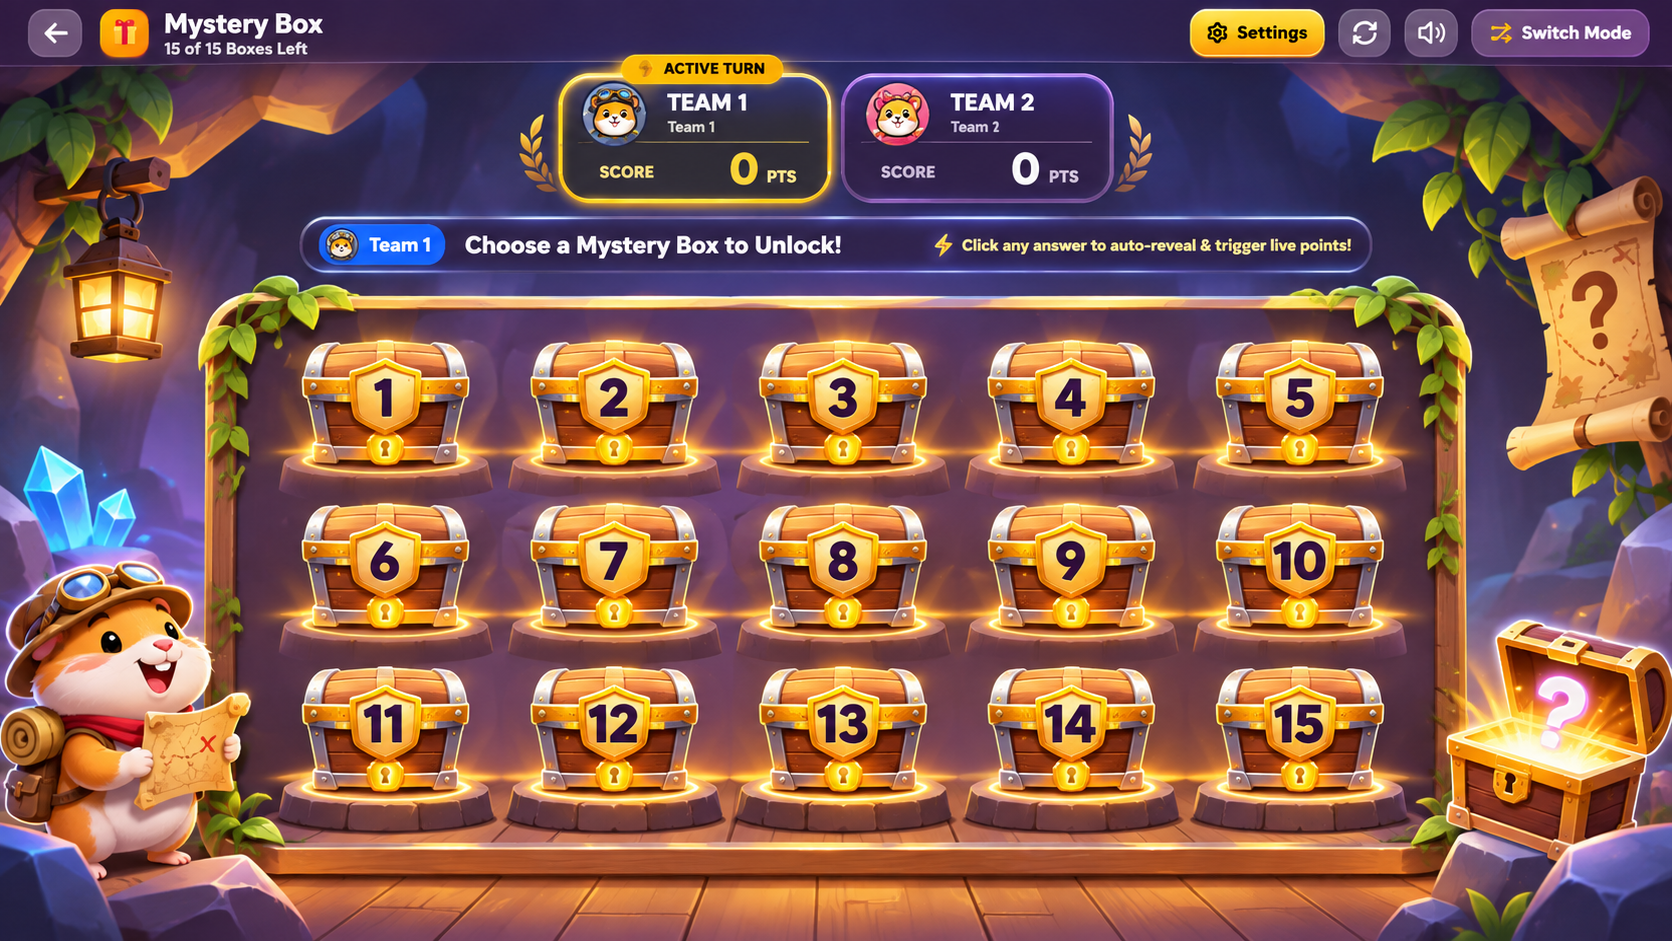 Mystery Box
15 of 15 Boxes Left
Settings
Switch Mode
ACTIVE TURN
TEAM 1
Team 1
SCORE 0 PTS
TEAM 2
Team 2
SCORE 0 PTS
Team 1 Choose a Mystery Box to Unlock! Click any answer to auto-reveal & trigger live points!
1 2 3 4 5
6 7 8 9 10
11 12 13 14 15
?
X
X
?